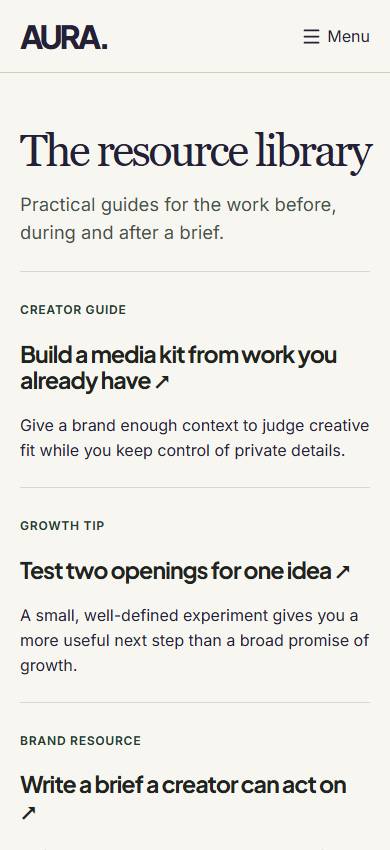 AURA.
☰ Menu
The resource library
Practical guides for the work before,
during and after a brief.
CREATOR GUIDE
Build a media kit from work you
already have ↗
Give a brand enough context to judge creative
fit while you keep control of private details.
GROWTH TIP
Test two openings for one idea ↗
A small, well-defined experiment gives you a
more useful next step than a broad promise of
growth.
BRAND RESOURCE
Write a brief a creator can act on
↗